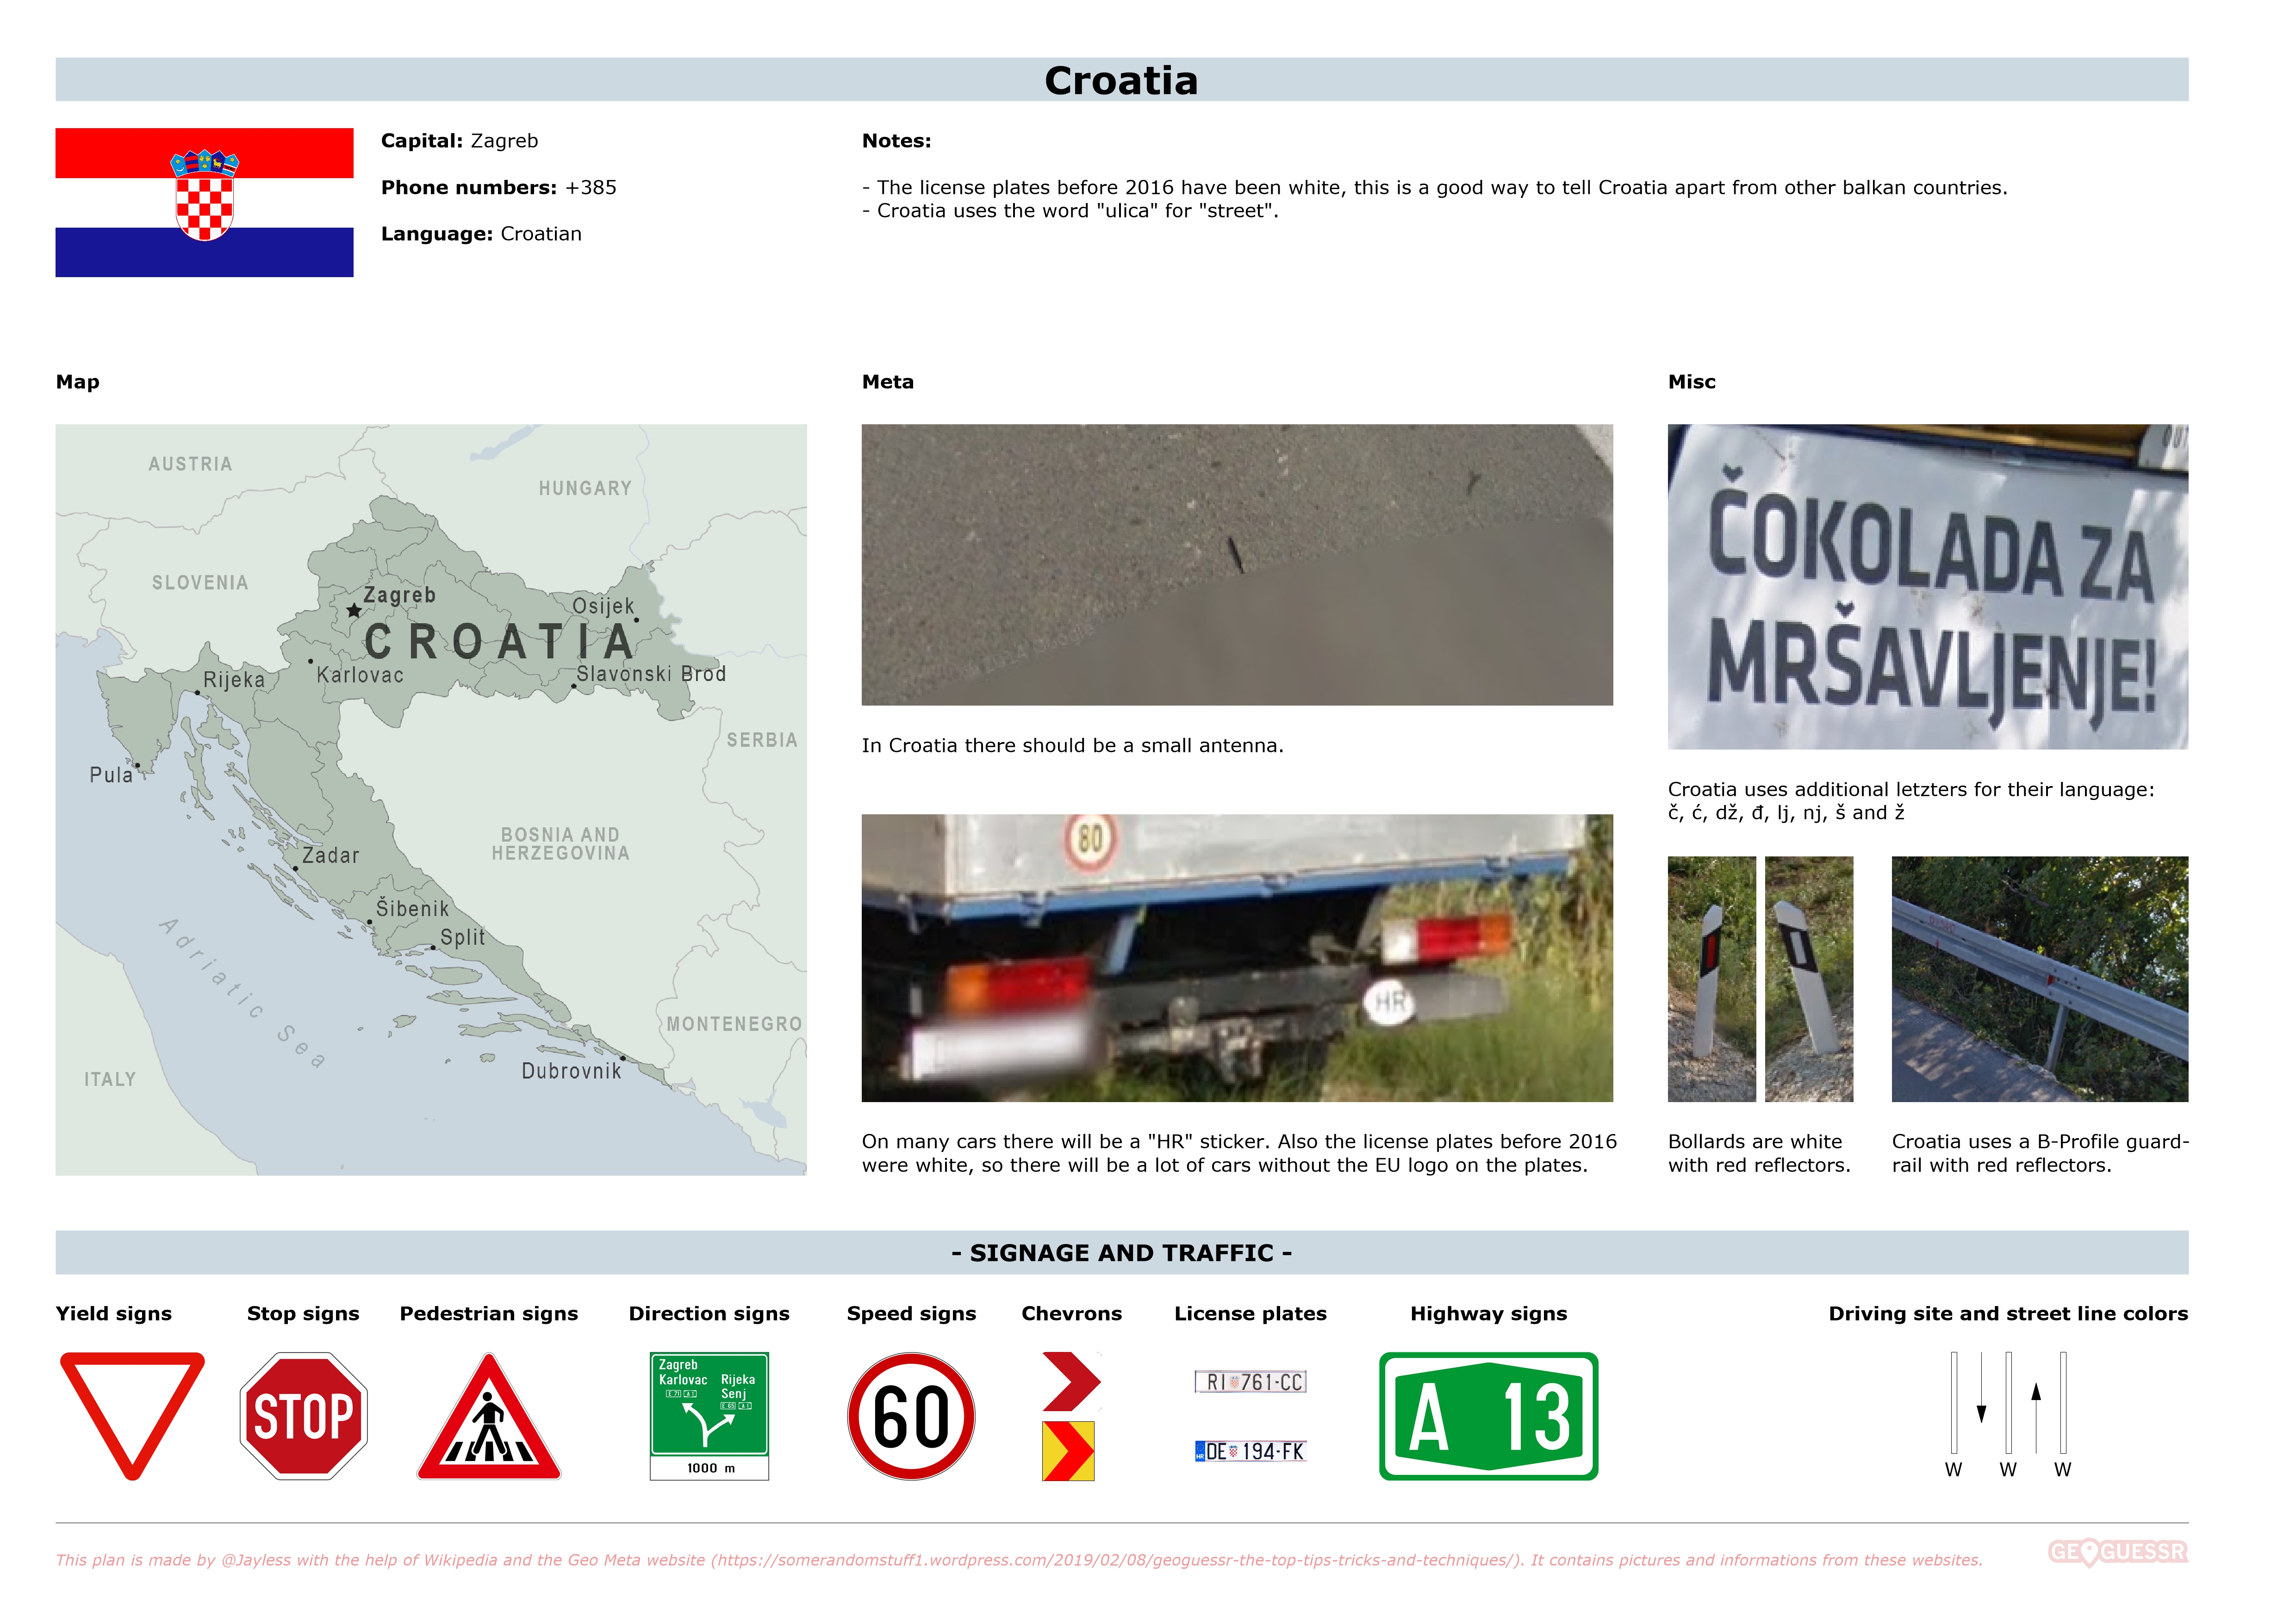 Croatia
Capital: Zagreb
Phone numbers: +385
Language: Croatian
Notes:
- The license plates before 2016 have been white, this is a good way to tell Croatia apart from other balkan countries.
- Croatia uses the word "ulica" for "street".
Map
AUSTRIA
HUNGARY
SLOVENIA
Zagreb
Osijek
CROATIA
Rijeka
Karlovac
Slavonski Brod
SERBIA
Pula
BOSNIA AND
HERZEGOVINA
Zadar
Šibenik
Split
Adriatic Sea
MONTENEGRO
Dubrovnik
ITALY
Meta
In Croatia there should be a small antenna.
80
HR
On many cars there will be a "HR" sticker. Also the license plates before 2016
were white, so there will be a lot of cars without the EU logo on the plates.
Misc
ČOKOLADA ZA
MRŠAVLJENJE!
Croatia uses additional letzters for their language:
č, ć, dž, đ, lj, nj, š and ž
Bollards are white
with red reflectors.
Croatia uses a B-Profile guard-
rail with red reflectors.
- SIGNAGE AND TRAFFIC -
Yield signs
Stop signs
STOP
Pedestrian signs
Direction signs
Zagreb
Karlovac
E 71 A 1
Rijeka
Senj
E 65 A 1
1000 m
Speed signs
60
Chevrons
License plates
RI 761-CC
HR DE 194-FK
Highway signs
A 13
Driving site and street line colors
W W W
This plan is made by @Jayless with the help of Wikipedia and the Geo Meta website (https://somerandomstuff1.wordpress.com/2019/02/08/geoguessr-the-top-tips-tricks-and-techniques/). It contains pictures and informations from these websites.
GEOGUESSR